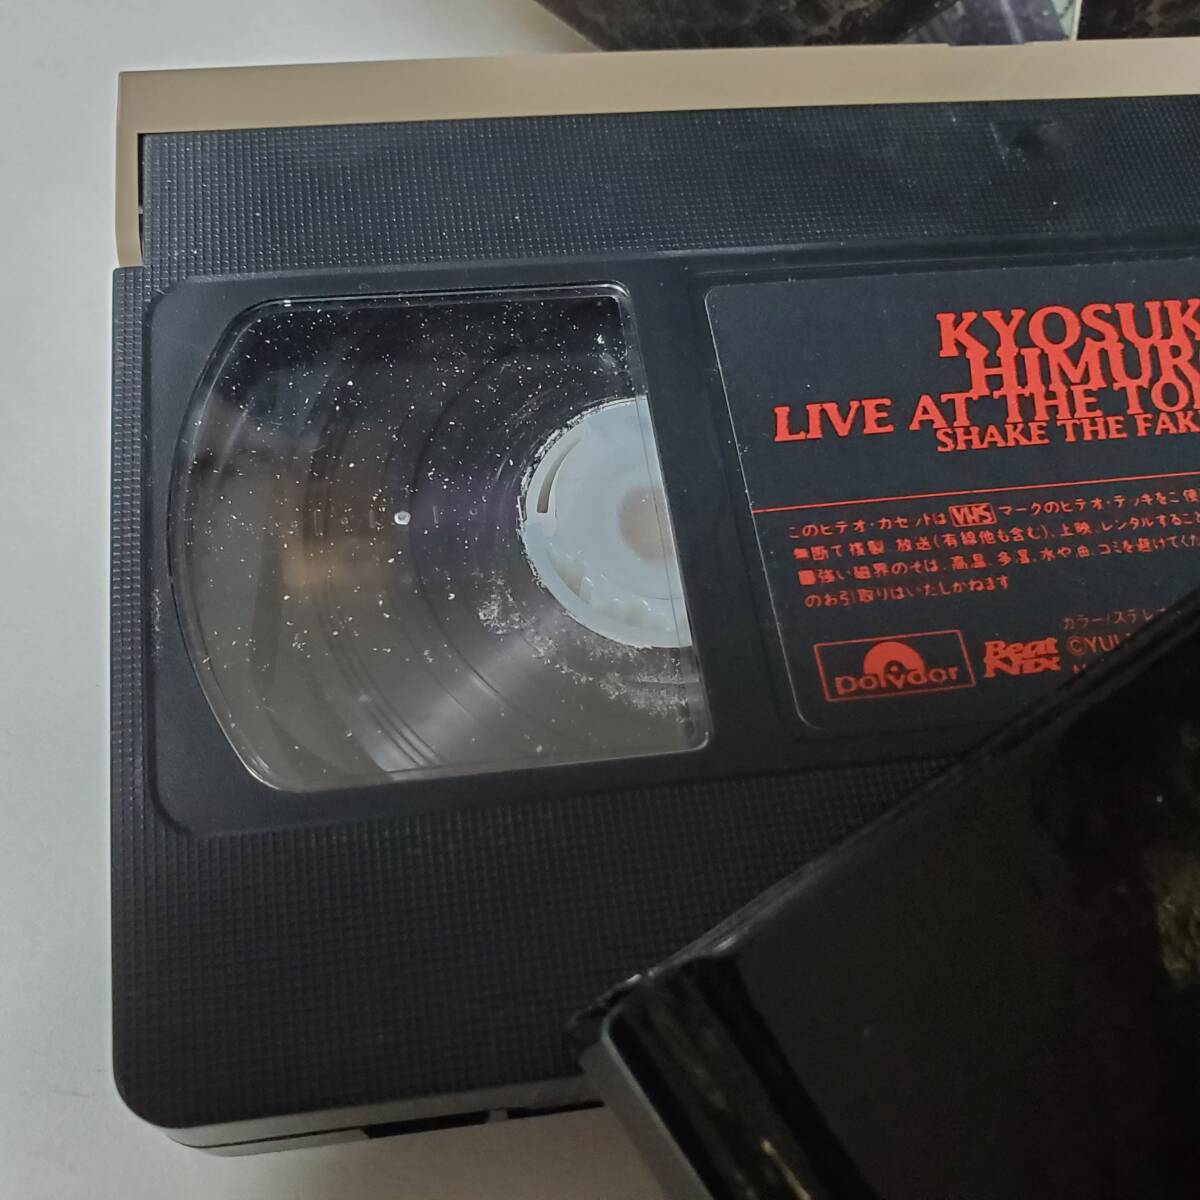 KYOSUK
HIMUR
LIVE AT THE TO
SHAKE THE FAK
このビデオ・カセットは VHS マークのビデオ・デッキをご使
無断で複製、放送(有線他も含む)、上映、レンタルすること
■強い磁界のそば、高温、多湿、水や油、ゴミを避けてくだ
のお引取りはいたしかねます
カラー/ステレ
polydor Beat Nix ©YUI